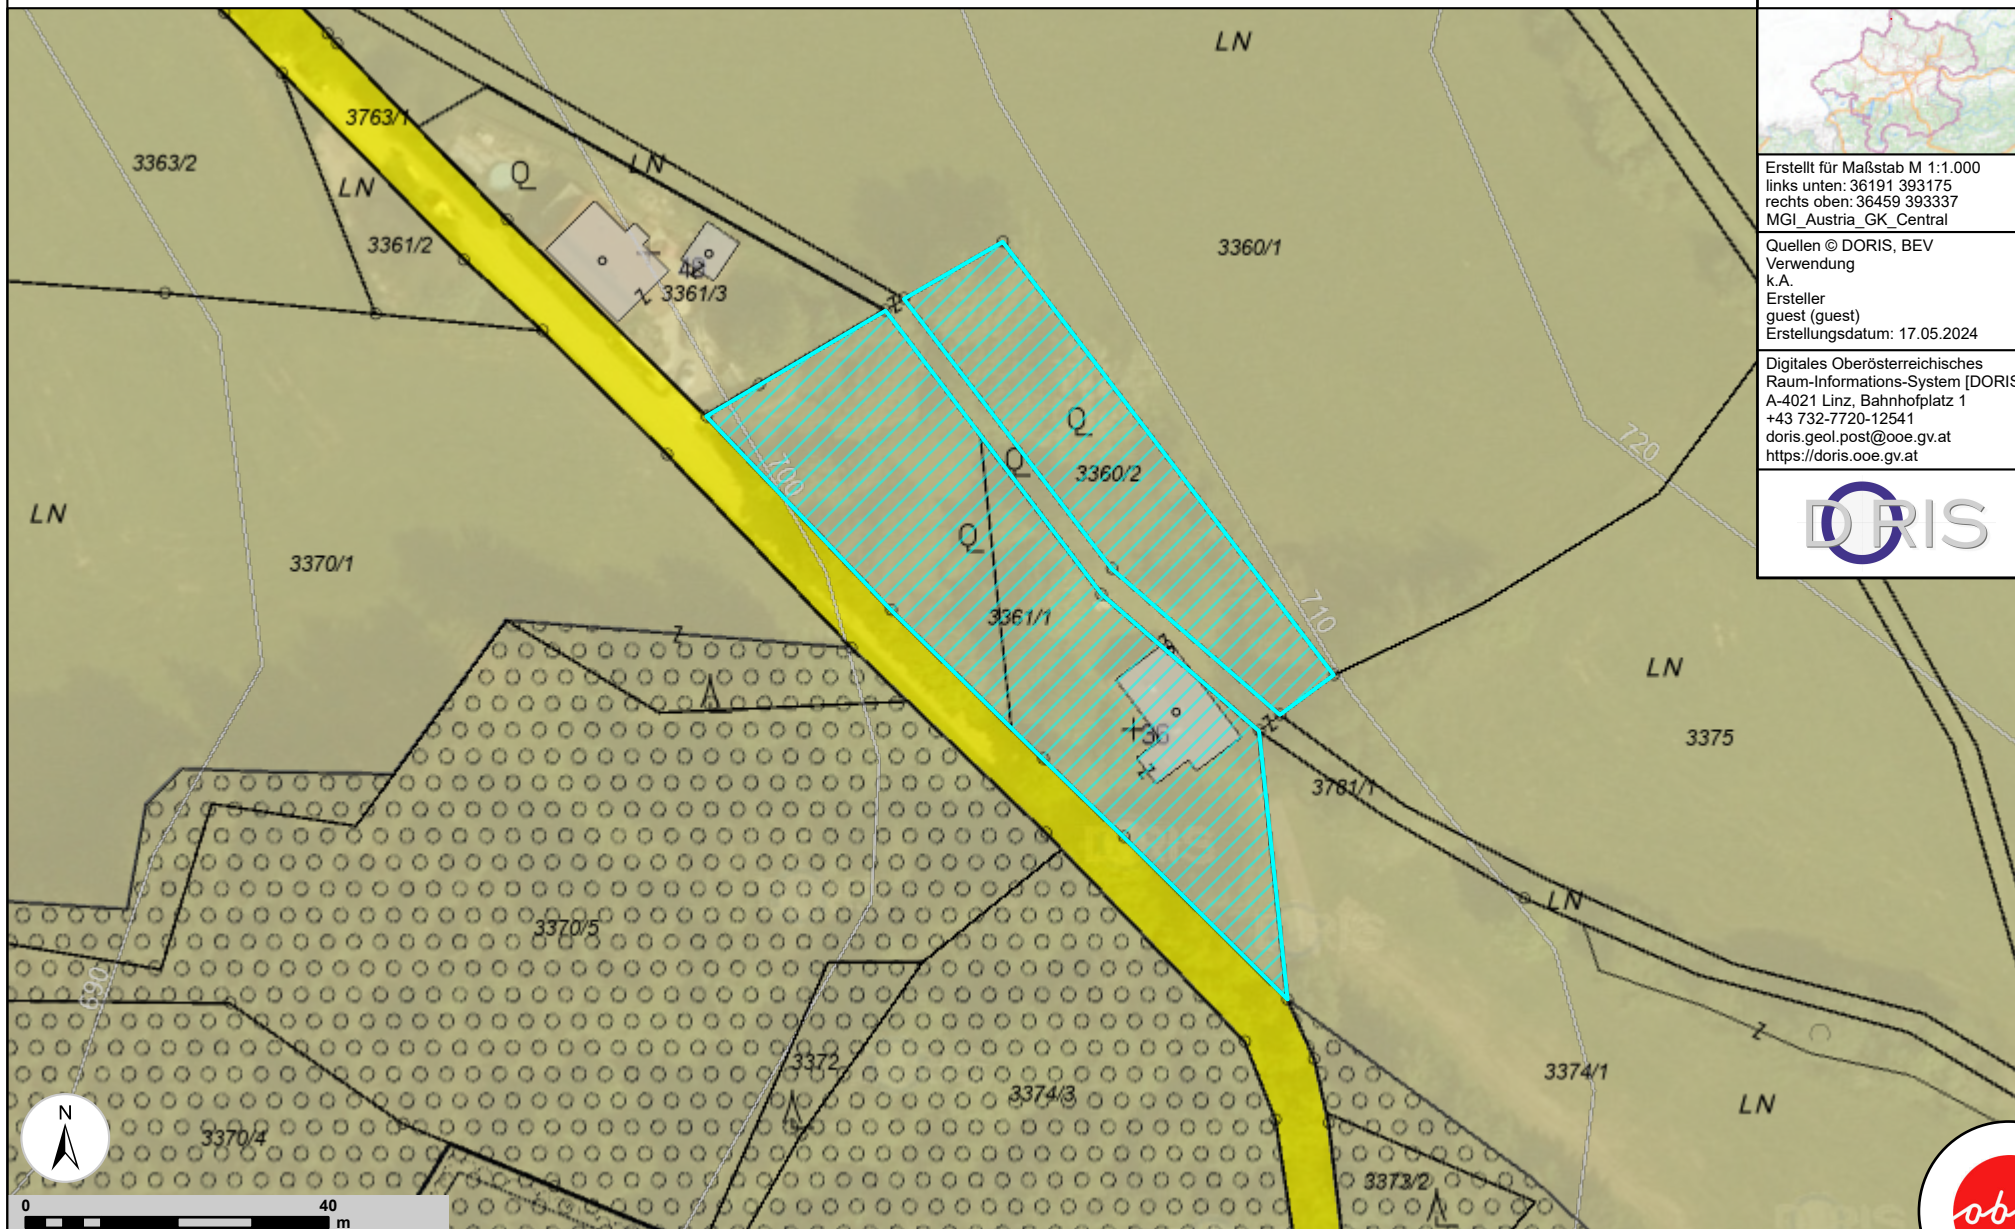 LN
3763/1
3363/2
LN
Q
LN
3361/2
3361/3
48
3360/1
Q
3360/2
Q
Q
700
720
LN
3370/1
3361/1
710
LN
36
3375
3781/1
DORIS
LN
3370/5
690
3372
3374/3
3374/1
LN
3370/4
3373/2
N
0 40
m
Erstellt für Maßstab M 1:1.000
links unten: 36191 393175
rechts oben: 36459 393337
MGI_Austria_GK_Central
Quellen © DORIS, BEV
Verwendung
k.A.
Ersteller
guest (guest)
Erstellungsdatum: 17.05.2024
Digitales Oberösterreichisches
Raum-Informations-System [DORIS
A-4021 Linz, Bahnhofplatz 1
+43 732-7720-12541
doris.geol.post@ooe.gv.at
https://doris.ooe.gv.at
DORIS
ob